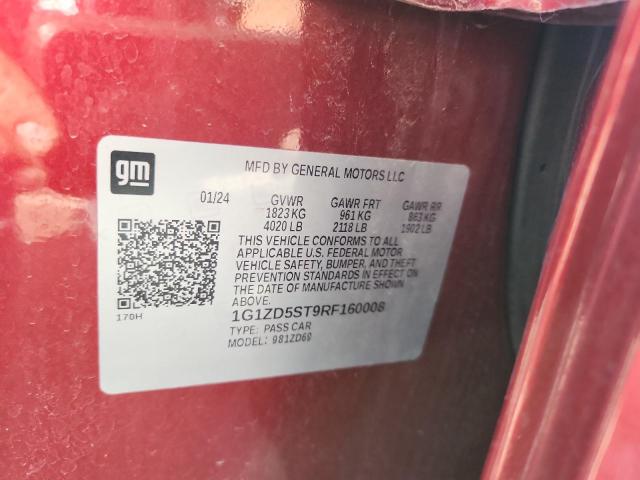 gm
MFD BY GENERAL MOTORS LLC
01/24 GVWR GAWR FRT GAWR RR
1823 KG 961 KG 863 KG
4020 LB 2118 LB 1902 LB
THIS VEHICLE CONFORMS TO ALL
APPLICABLE U.S. FEDERAL MOTOR
VEHICLE SAFETY, BUMPER, AND THEFT
PREVENTION STANDARDS IN EFFECT ON
THE DATE OF MANUFACTURE SHOWN
ABOVE.
170H
1G1ZD5ST9RF160008
TYPE: PASS CAR
MODEL: 981ZD69